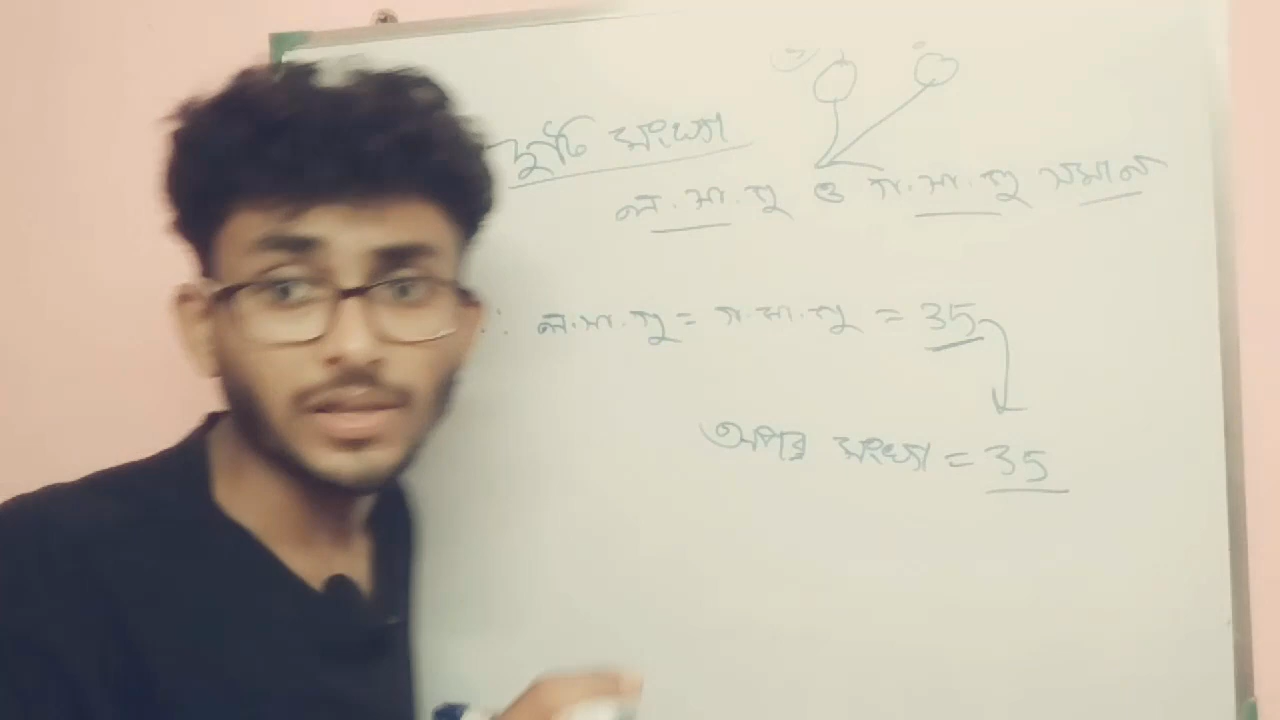 দুটি সংখ্যা
ল.সা.গু ও গ.সা.গু সমান
∴ ল.সা.গু = গ.সা.গু = 35
অপর সংখ্যা = 35